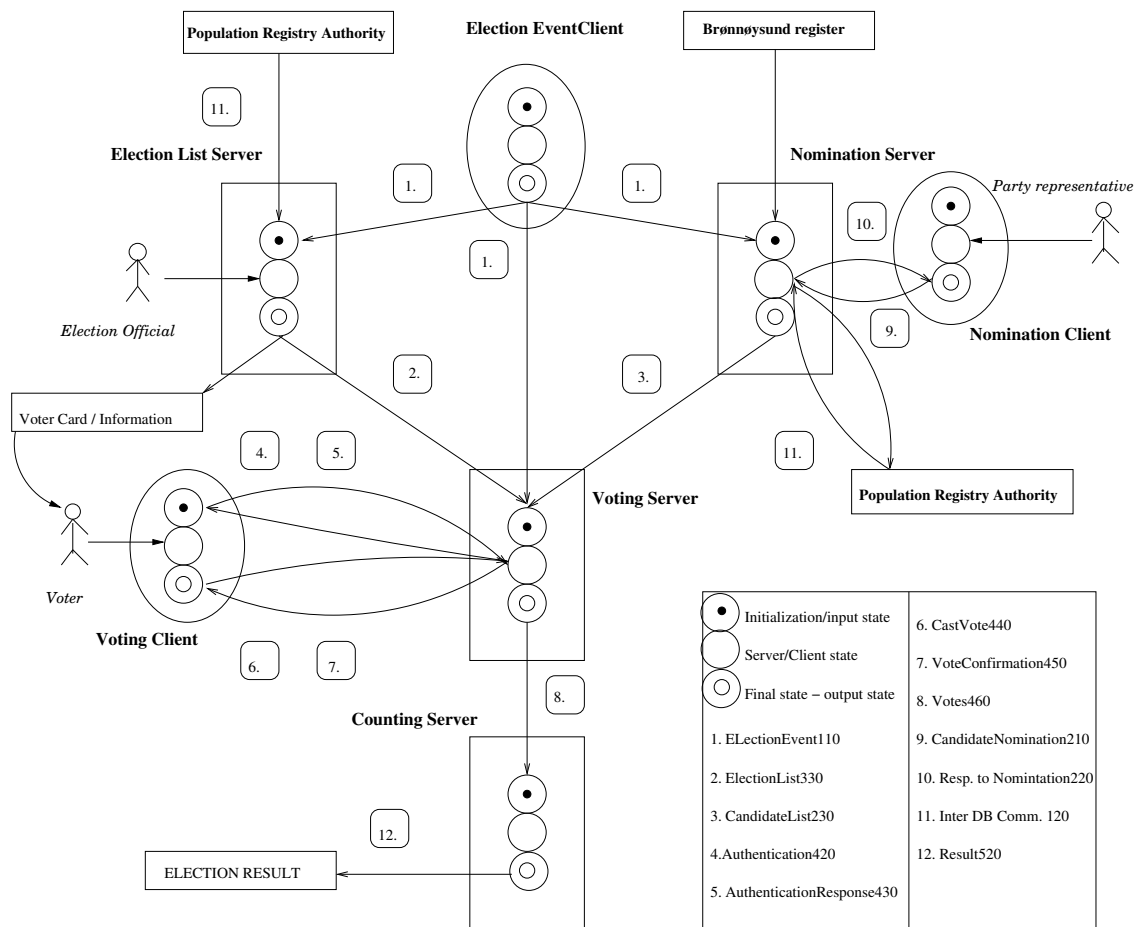 Population Registry Authority
Election EventClient
Brønnøysund register
11.
Election List Server
Nomination Server
1.
1.
10.
Party representative
1.
Election Official
9.
Nomination Client
2.
3.
Voter Card / Information
4.
5.
11.
Population Registry Authority
Voting Server
Voter
Voting Client
6.
7.
8.
Counting Server
12.
ELECTION RESULT
Initialization/input state
Server/Client state
Final state – output state
1. ELectionEvent110
2. ElectionList330
3. CandidateList230
4.Authentication420
5. AuthenticationResponse430
6. CastVote440
7. VoteConfirmation450
8. Votes460
9. CandidateNomination210
10. Resp. to Nomintation220
11. Inter DB Comm. 120
12. Result520